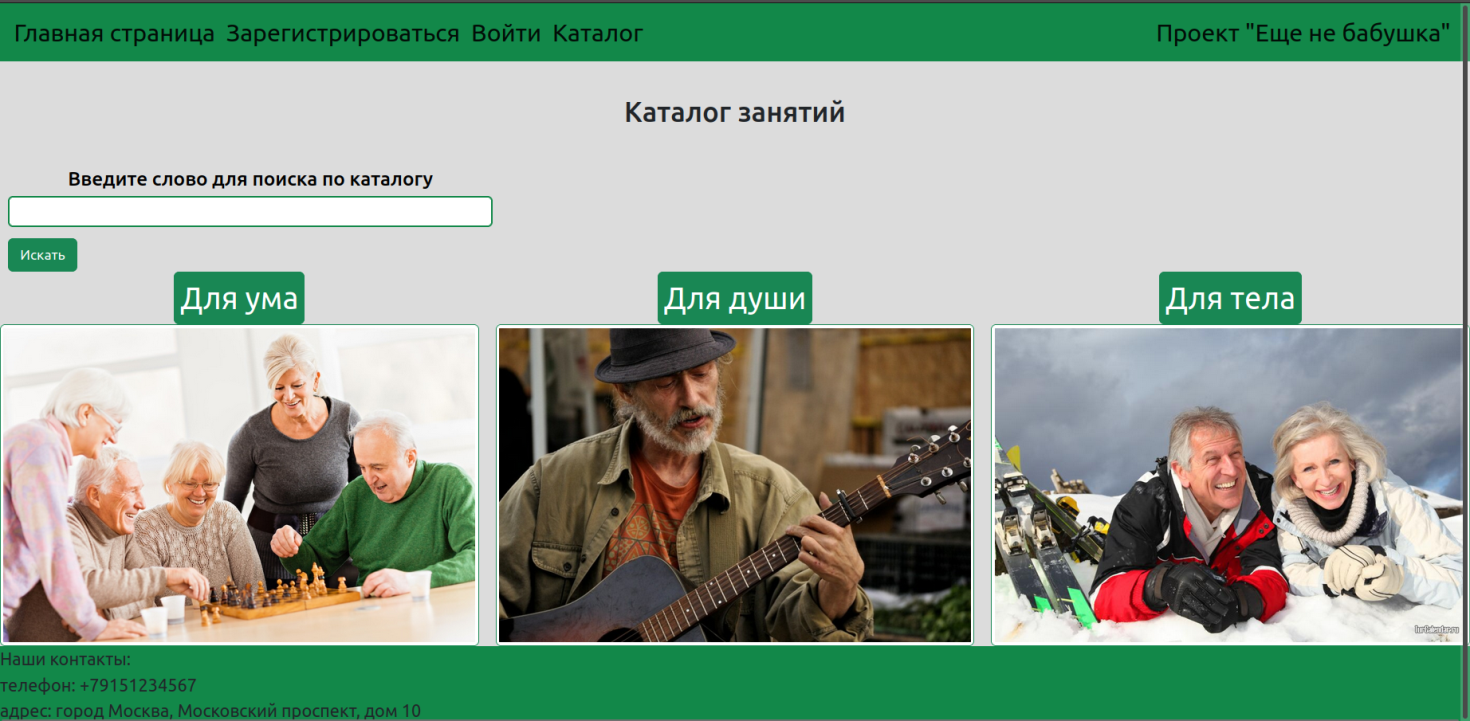 Главная страница Зарегистрироваться Войти Каталог Проект "Еще не бабушка"
Каталог занятий
Введите слово для поиска по каталогу
Искать
Для ума Для души Для тела
Наши контакты:
телефон: +79151234567
адрес: город Москва, Московский проспект, дом 10